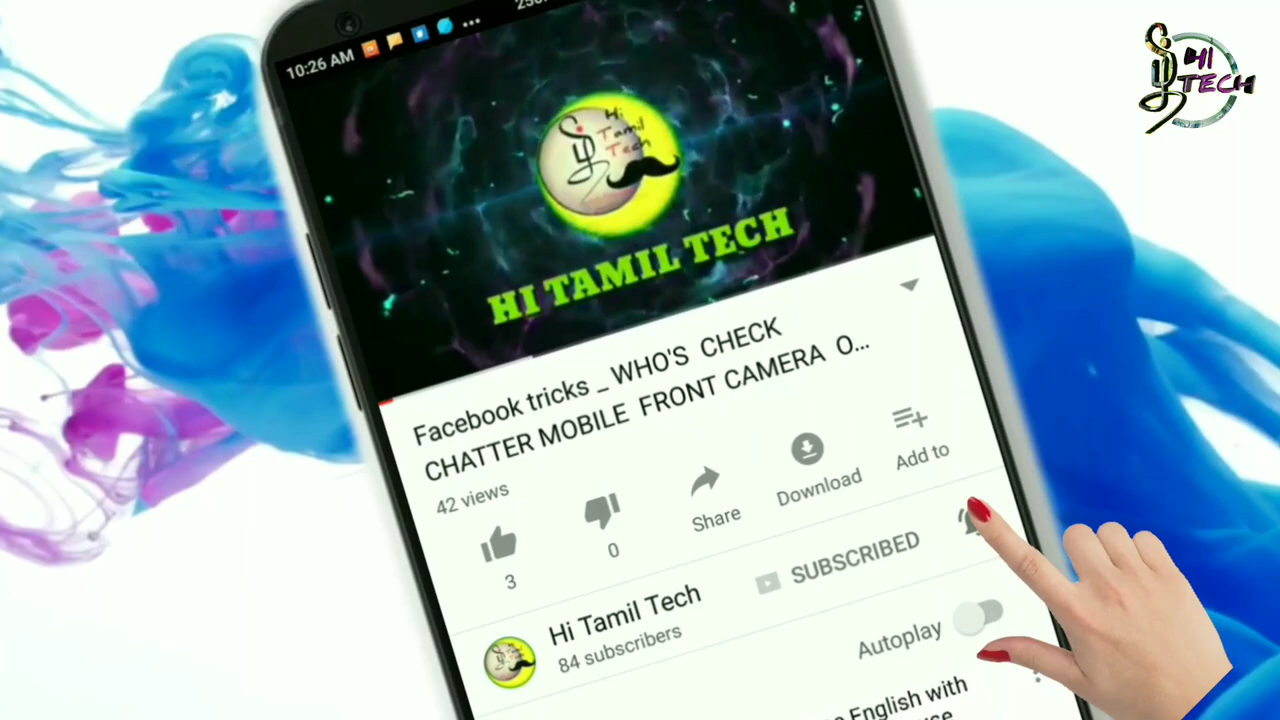 10:26 AM
HI
TECH
Hi
Tamil
Tech
HI TAMIL TECH
Facebook tricks _ WHO'S CHECK
CHATTER MOBILE FRONT CAMERA O...
42 views
3
0
Share
Download
Add to
Hi Tamil Tech
84 subscribers
SUBSCRIBED
Autoplay
English with